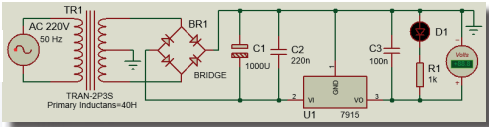 TR1
BR1
D1
AC 220V
50 Hz
C1
C2
C3
Volts
1000U
220n
100n
GND
R1
1k
BRIDGE
TRAN-2P3S
Primary Inductans=40H
2
VI
VO
3
U1
7915
1